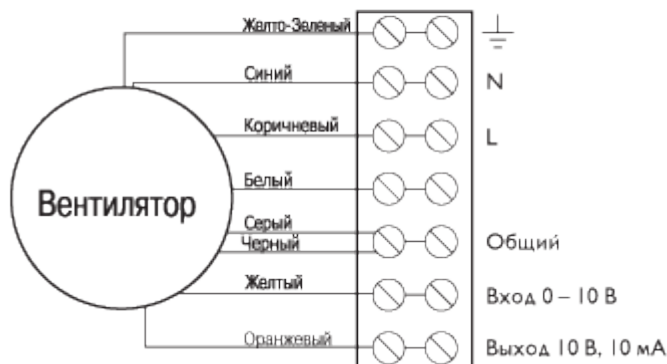 Желто-Зеленый
Синий
N
Коричневый
L
Белый
Вентилятор
Серый
Черный
Общий
Желтый
Вход 0 – 10 В
Оранжевый
Выход 10 В, 10 мА